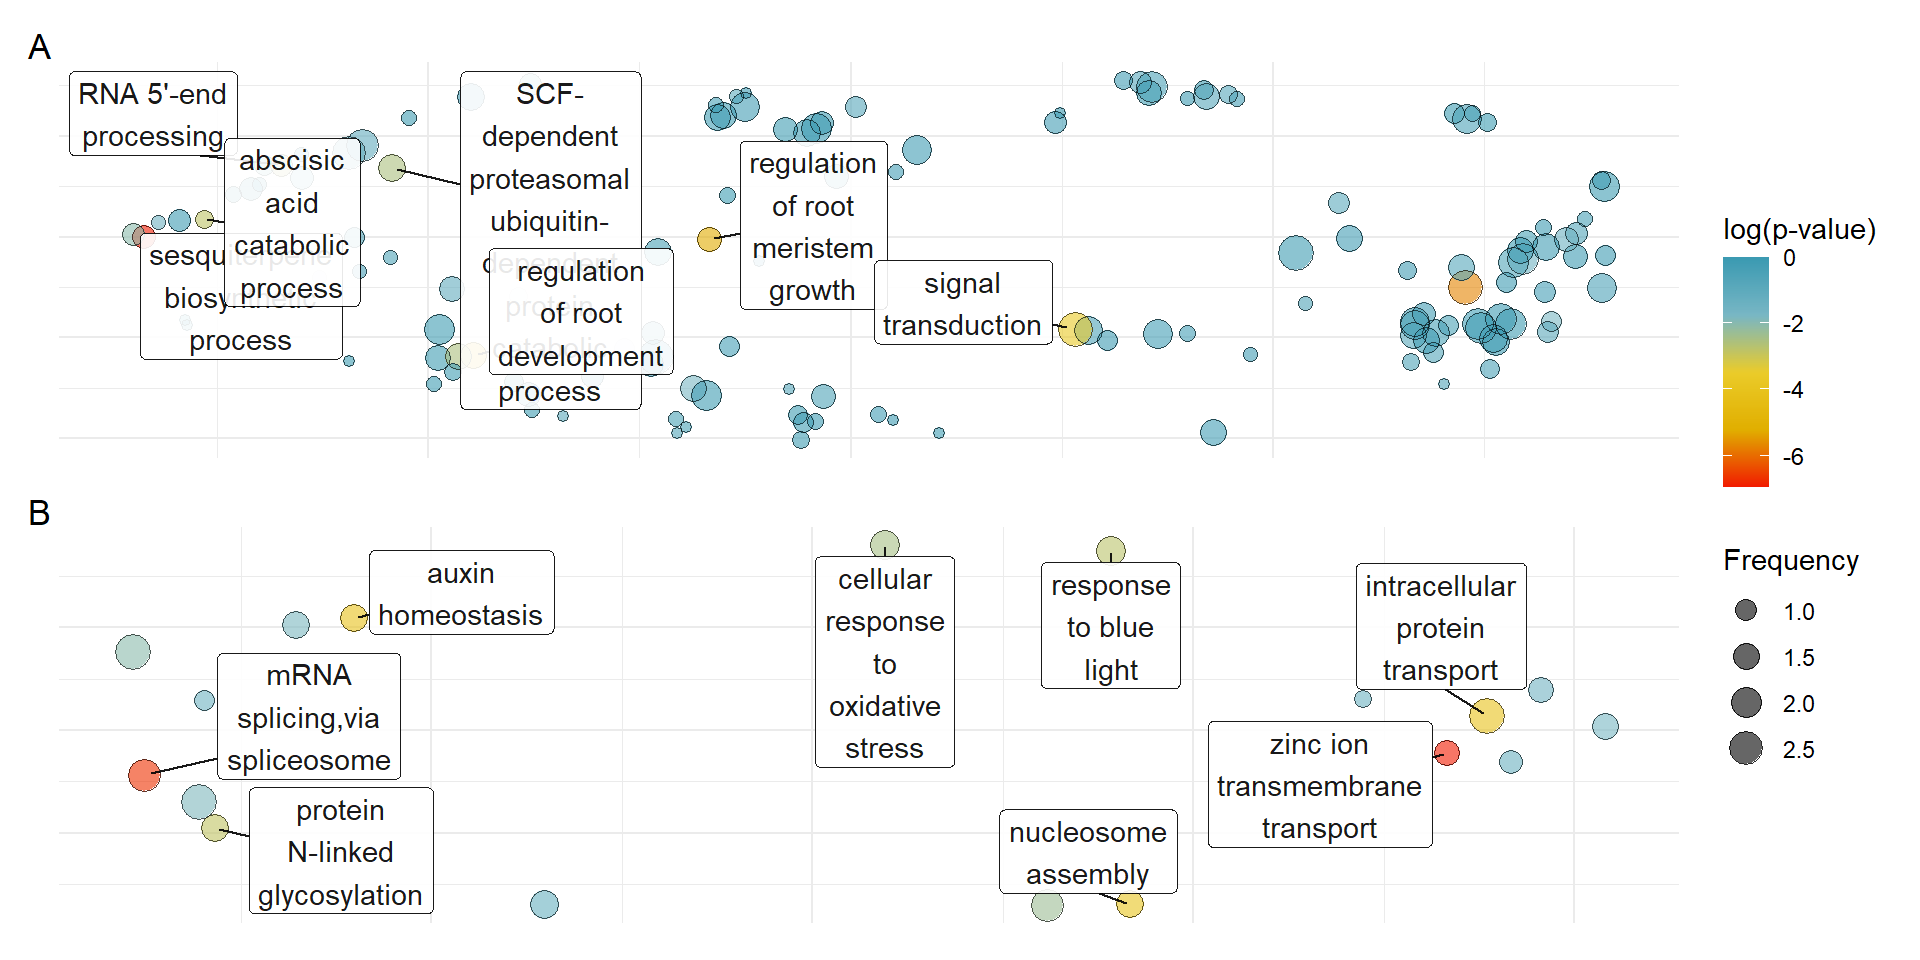 A
RNA 5'-end
processing
abscisic
acid
catabolic
process
sesquiterpene
biosynthetic
process
SCF-
dependent
proteasomal
ubiquitin-
dependent
protein
catabolic
process
regulation
of root
development
regulation
of root
meristem
growth
signal
transduction
log(p-value)
0
-2
-4
-6
B
auxin
homeostasis
mRNA
splicing,via
spliceosome
protein
N-linked
glycosylation
cellular
response
to
oxidative
stress
response
to blue
light
nucleosome
assembly
intracellular
protein
transport
zinc ion
transmembrane
transport
Frequency
1.0
1.5
2.0
2.5